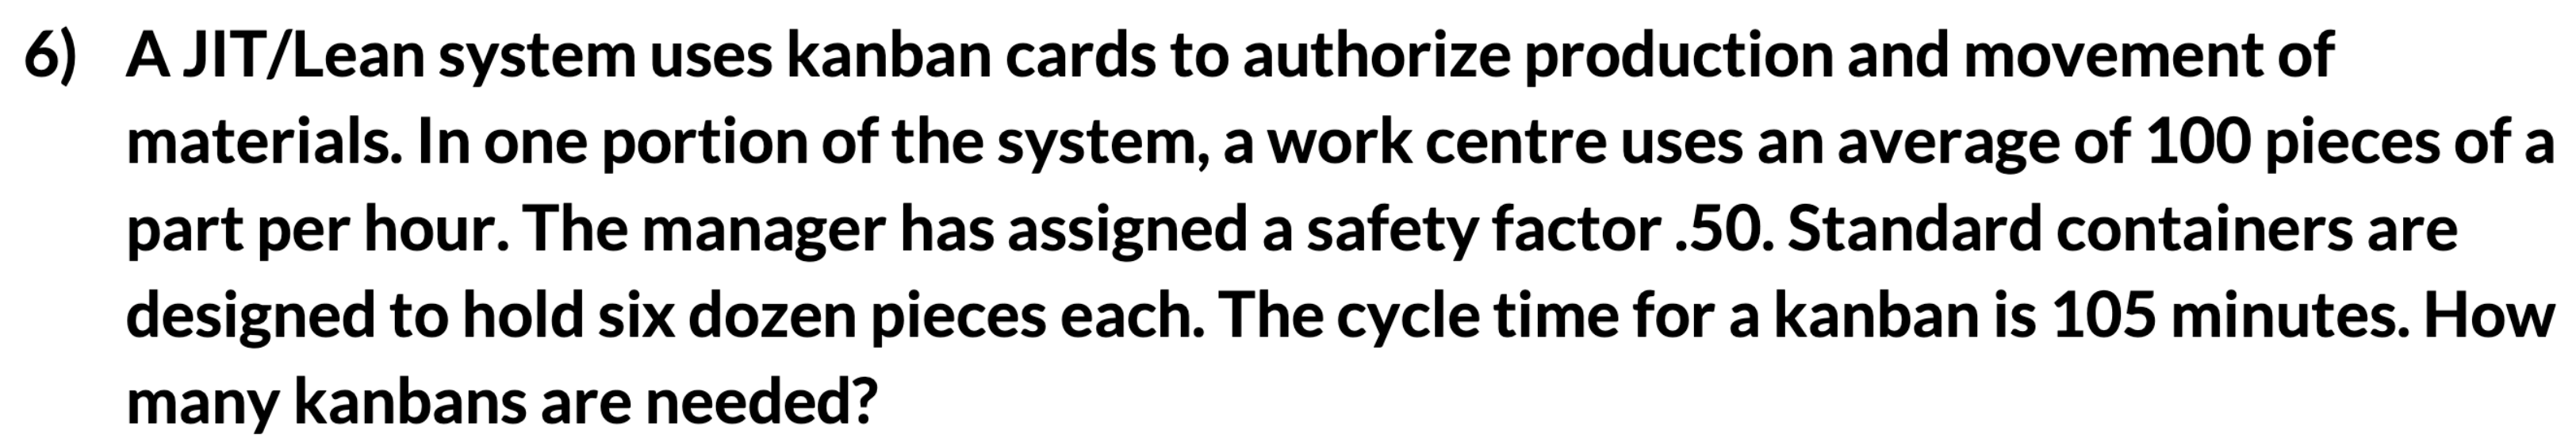 6) A JIT/Lean system uses kanban cards to authorize production and movement of
materials. In one portion of the system, a work centre uses an average of 100 pieces of a
part per hour. The manager has assigned a safety factor .50. Standard containers are
designed to hold six dozen pieces each. The cycle time for a kanban is 105 minutes. How
many kanbans are needed?